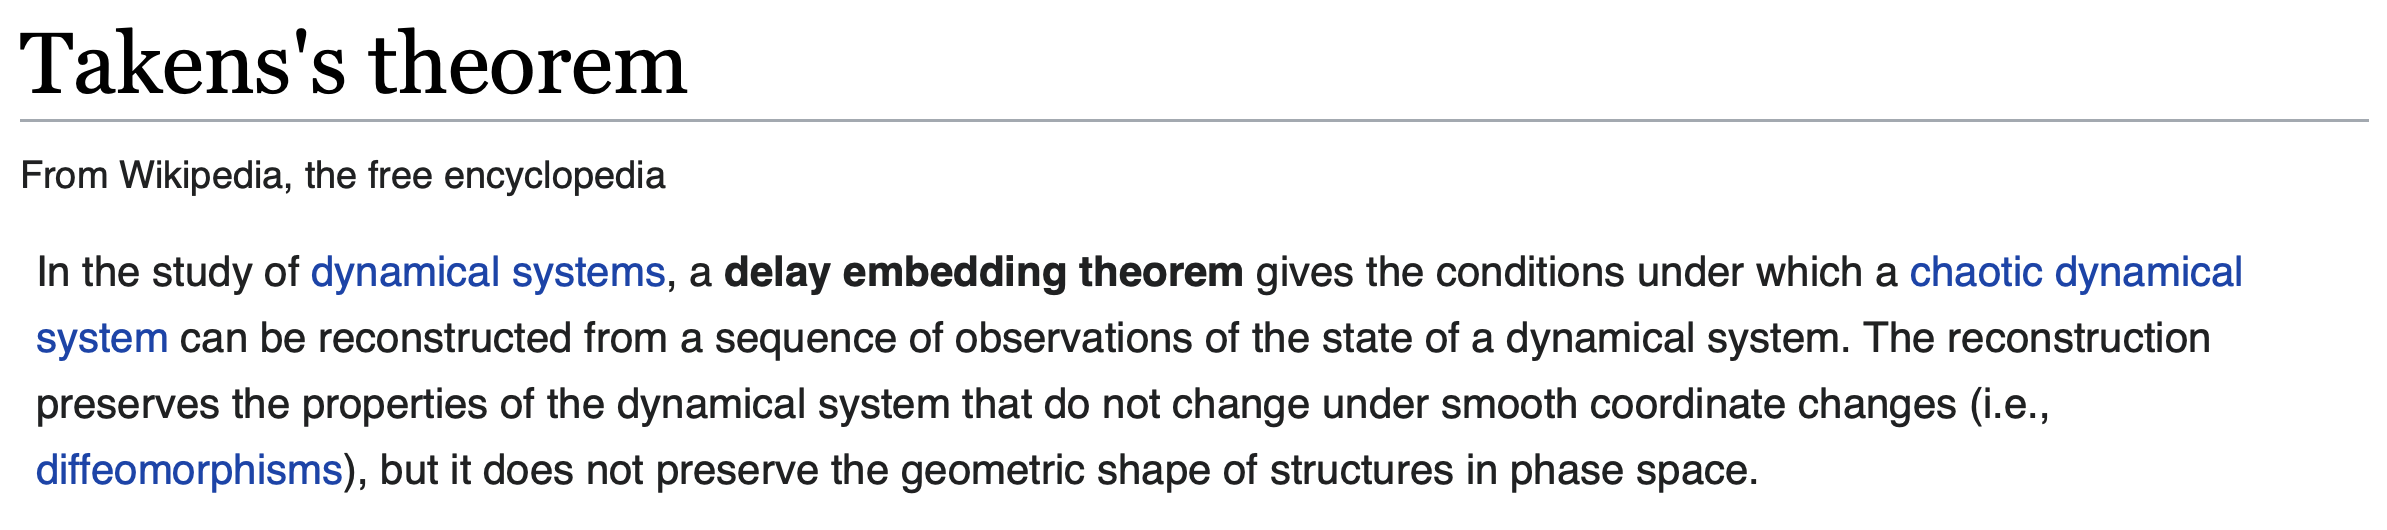 Takens's theorem
From Wikipedia, the free encyclopedia
In the study of dynamical systems, a delay embedding theorem gives the conditions under which a chaotic dynamical
system can be reconstructed from a sequence of observations of the state of a dynamical system. The reconstruction
preserves the properties of the dynamical system that do not change under smooth coordinate changes (i.e.,
diffeomorphisms), but it does not preserve the geometric shape of structures in phase space.